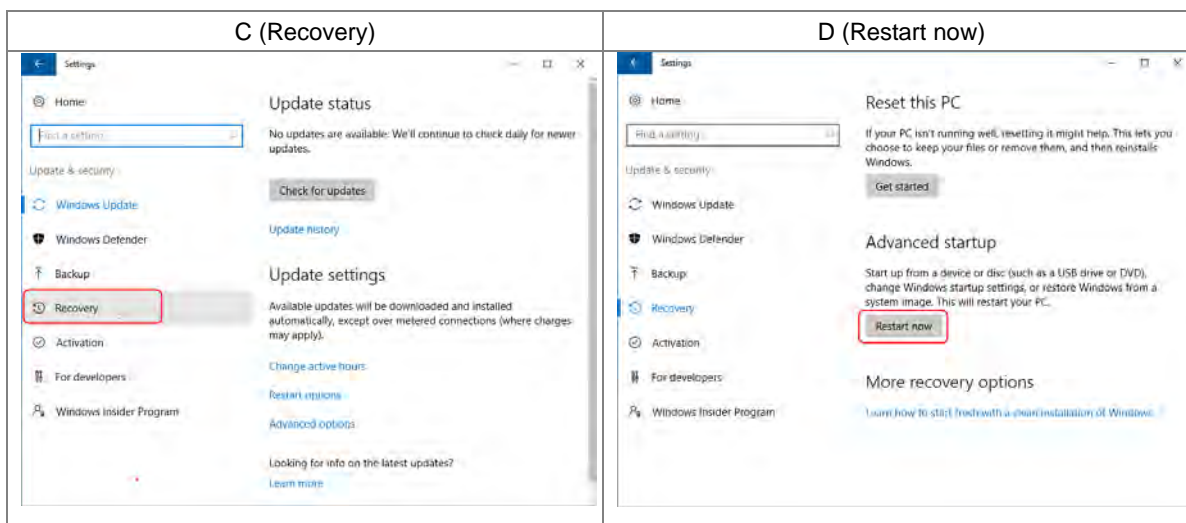 C (Recovery)
D (Restart now)
Settings
Home
Find a setting
Update & security
Windows Update
Windows Defender
Backup
Recovery
Activation
For developers
Windows Insider Program
Update status
No updates are available. We'll continue to check daily for newer
updates.
Check for updates
Update history
Update settings
Available updates will be downloaded and installed
automatically, except over metered connections (where charges
may apply).
Change active hours
Restart options
Advanced options
Looking for info on the latest updates?
Learn more
Settings
Home
Find a setting
Update & security
Windows Update
Windows Defender
Backup
Recovery
Activation
For developers
Windows Insider Program
Reset this PC
If your PC isn't running well, resetting it might help. This lets you
choose to keep your files or remove them, and then reinstalls
Windows.
Get started
Advanced startup
Start up from a device or disc (such as a USB drive or DVD),
change Windows startup settings, or restore Windows from a
system image. This will restart your PC.
Restart now
More recovery options
Learn how to start fresh with a clean installation of Windows